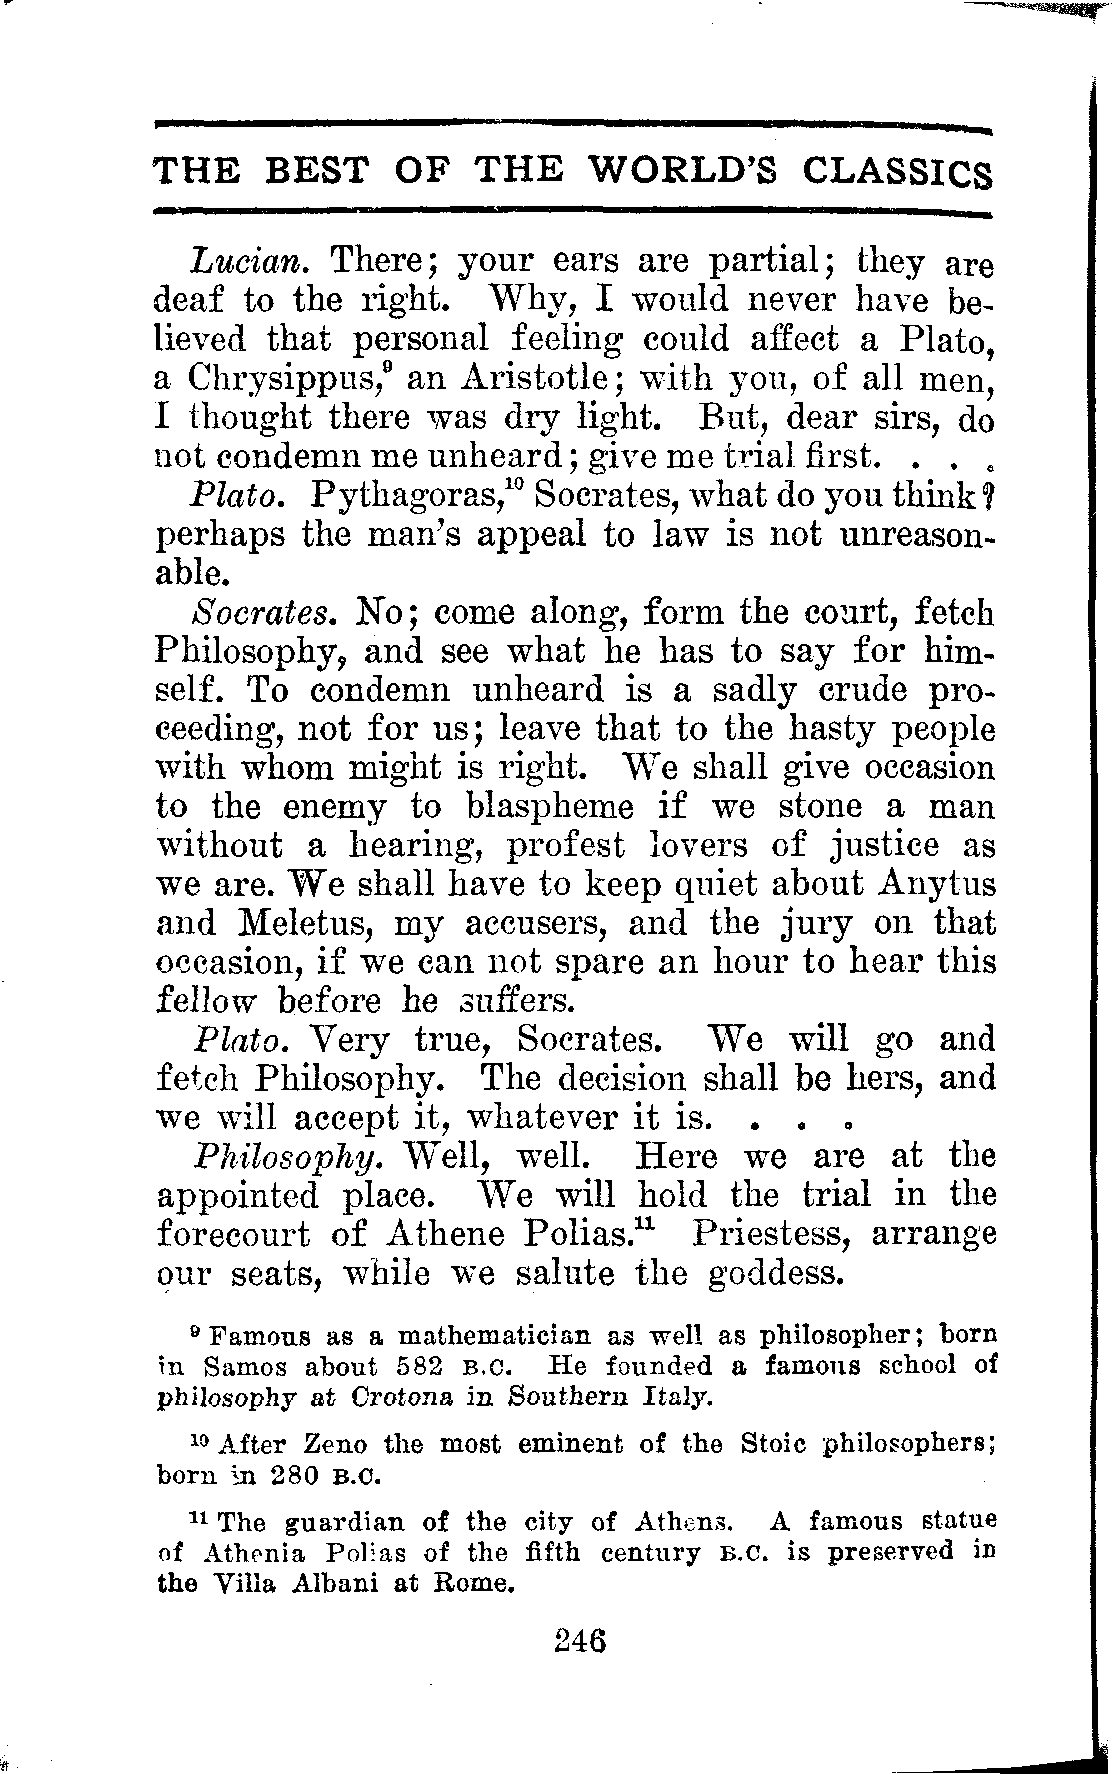 THE BEST OF THE WORLD'S CLASSICS
Lucian. There; your ears are partial; they are
deaf to the right. Why, I would never have be-
lieved that personal feeling could affect a Plato,
a Chrysippus,⁹ an Aristotle; with you, of all men,
I thought there was dry light. But, dear sirs, do
not condemn me unheard; give me trial first. . . .
Plato. Pythagoras,¹⁰ Socrates, what do you think?
perhaps the man's appeal to law is not unreason-
able.
Socrates. No; come along, form the court, fetch
Philosophy, and see what he has to say for him-
self. To condemn unheard is a sadly crude pro-
ceeding, not for us; leave that to the hasty people
with whom might is right. We shall give occasion
to the enemy to blaspheme if we stone a man
without a hearing, profest lovers of justice as
we are. We shall have to keep quiet about Anytus
and Meletus, my accusers, and the jury on that
occasion, if we can not spare an hour to hear this
fellow before he suffers.
Plato. Very true, Socrates. We will go and
fetch Philosophy. The decision shall be hers, and
we will accept it, whatever it is. . . .
Philosophy. Well, well. Here we are at the
appointed place. We will hold the trial in the
forecourt of Athene Polias.¹¹ Priestess, arrange
our seats, while we salute the goddess.
⁹ Famous as a mathematician as well as philosopher; born
in Samos about 582 B.C. He founded a famous school of
philosophy at Crotona in Southern Italy.
¹⁰ After Zeno the most eminent of the Stoic philosophers;
born in 280 B.C.
¹¹ The guardian of the city of Athens. A famous statue
of Athenia Polias of the fifth century B.C. is preserved in
the Villa Albani at Rome.
246